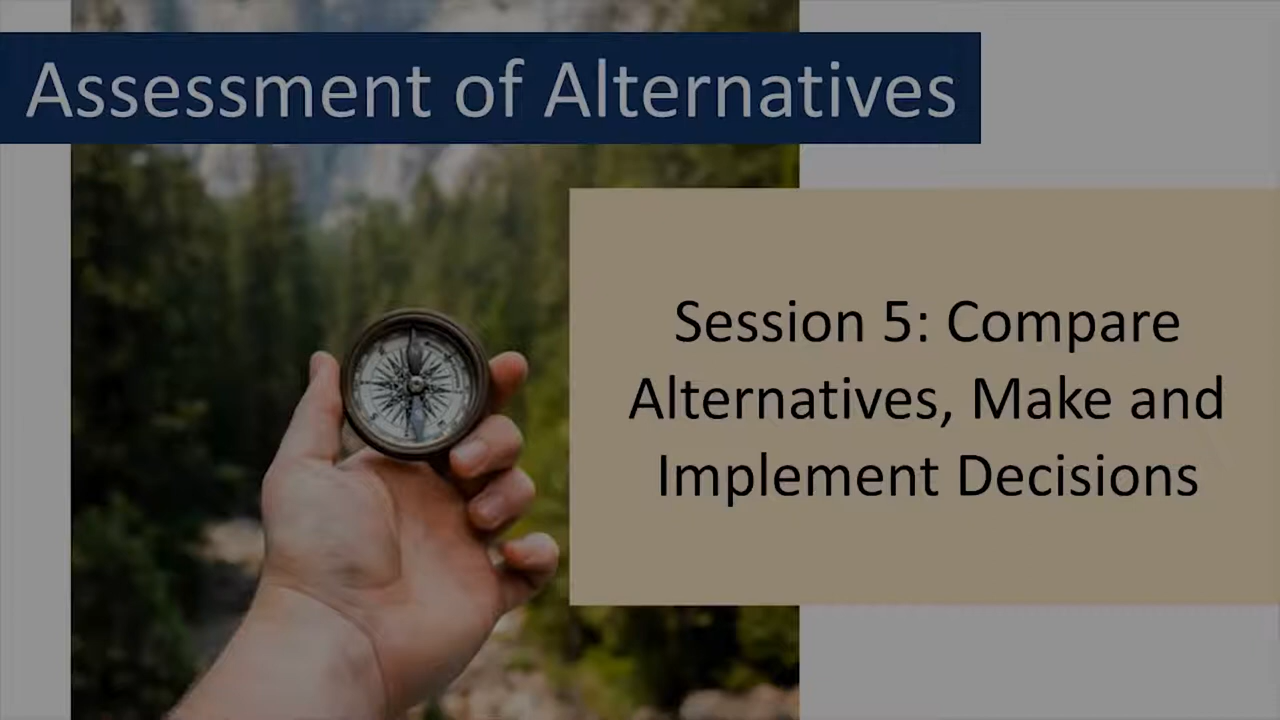 Assessment of Alternatives
Session 5: Compare
Alternatives, Make and
Implement Decisions